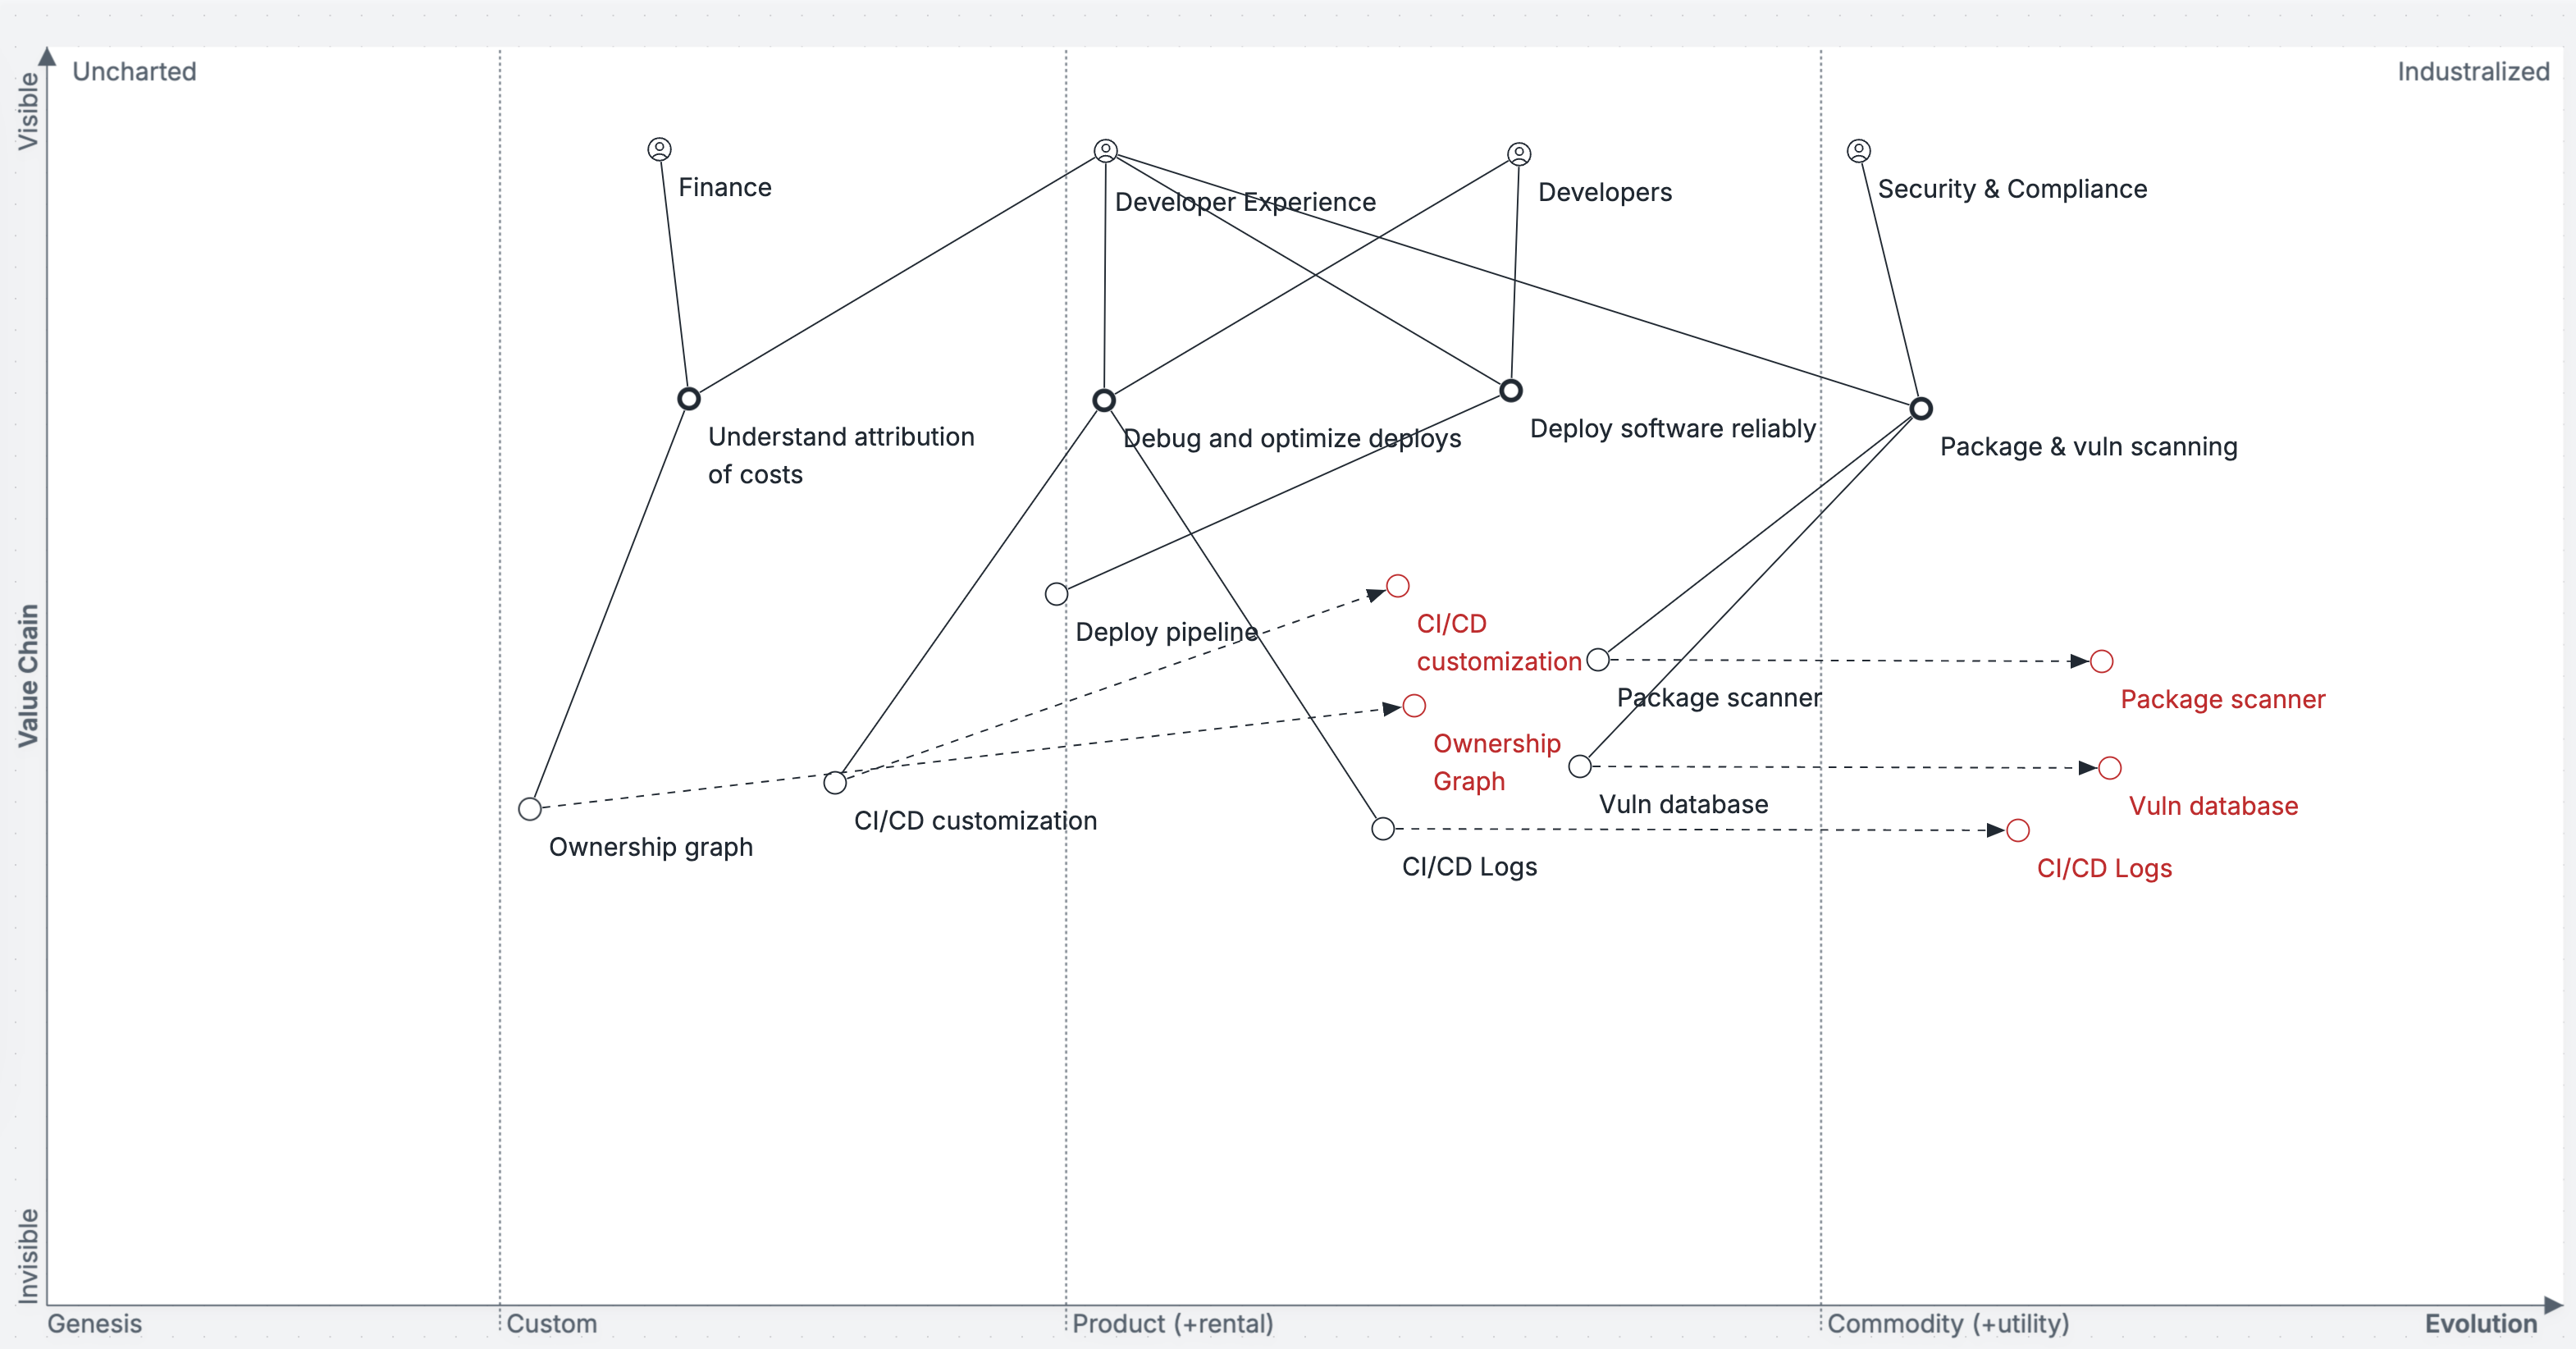 Uncharted
Industralized
Visible
Value Chain
Invisible
Finance
Developer Experience
Developers
Security & Compliance
Understand attribution
of costs
Debug and optimize deploys
Deploy software reliably
Package & vuln scanning
Deploy pipeline
CI/CD
customization
Package scanner
Package scanner
Ownership
Graph
Vuln database
Vuln database
Ownership graph
CI/CD customization
CI/CD Logs
CI/CD Logs
Genesis
Custom
Product (+rental)
Commodity (+utility)
Evolution